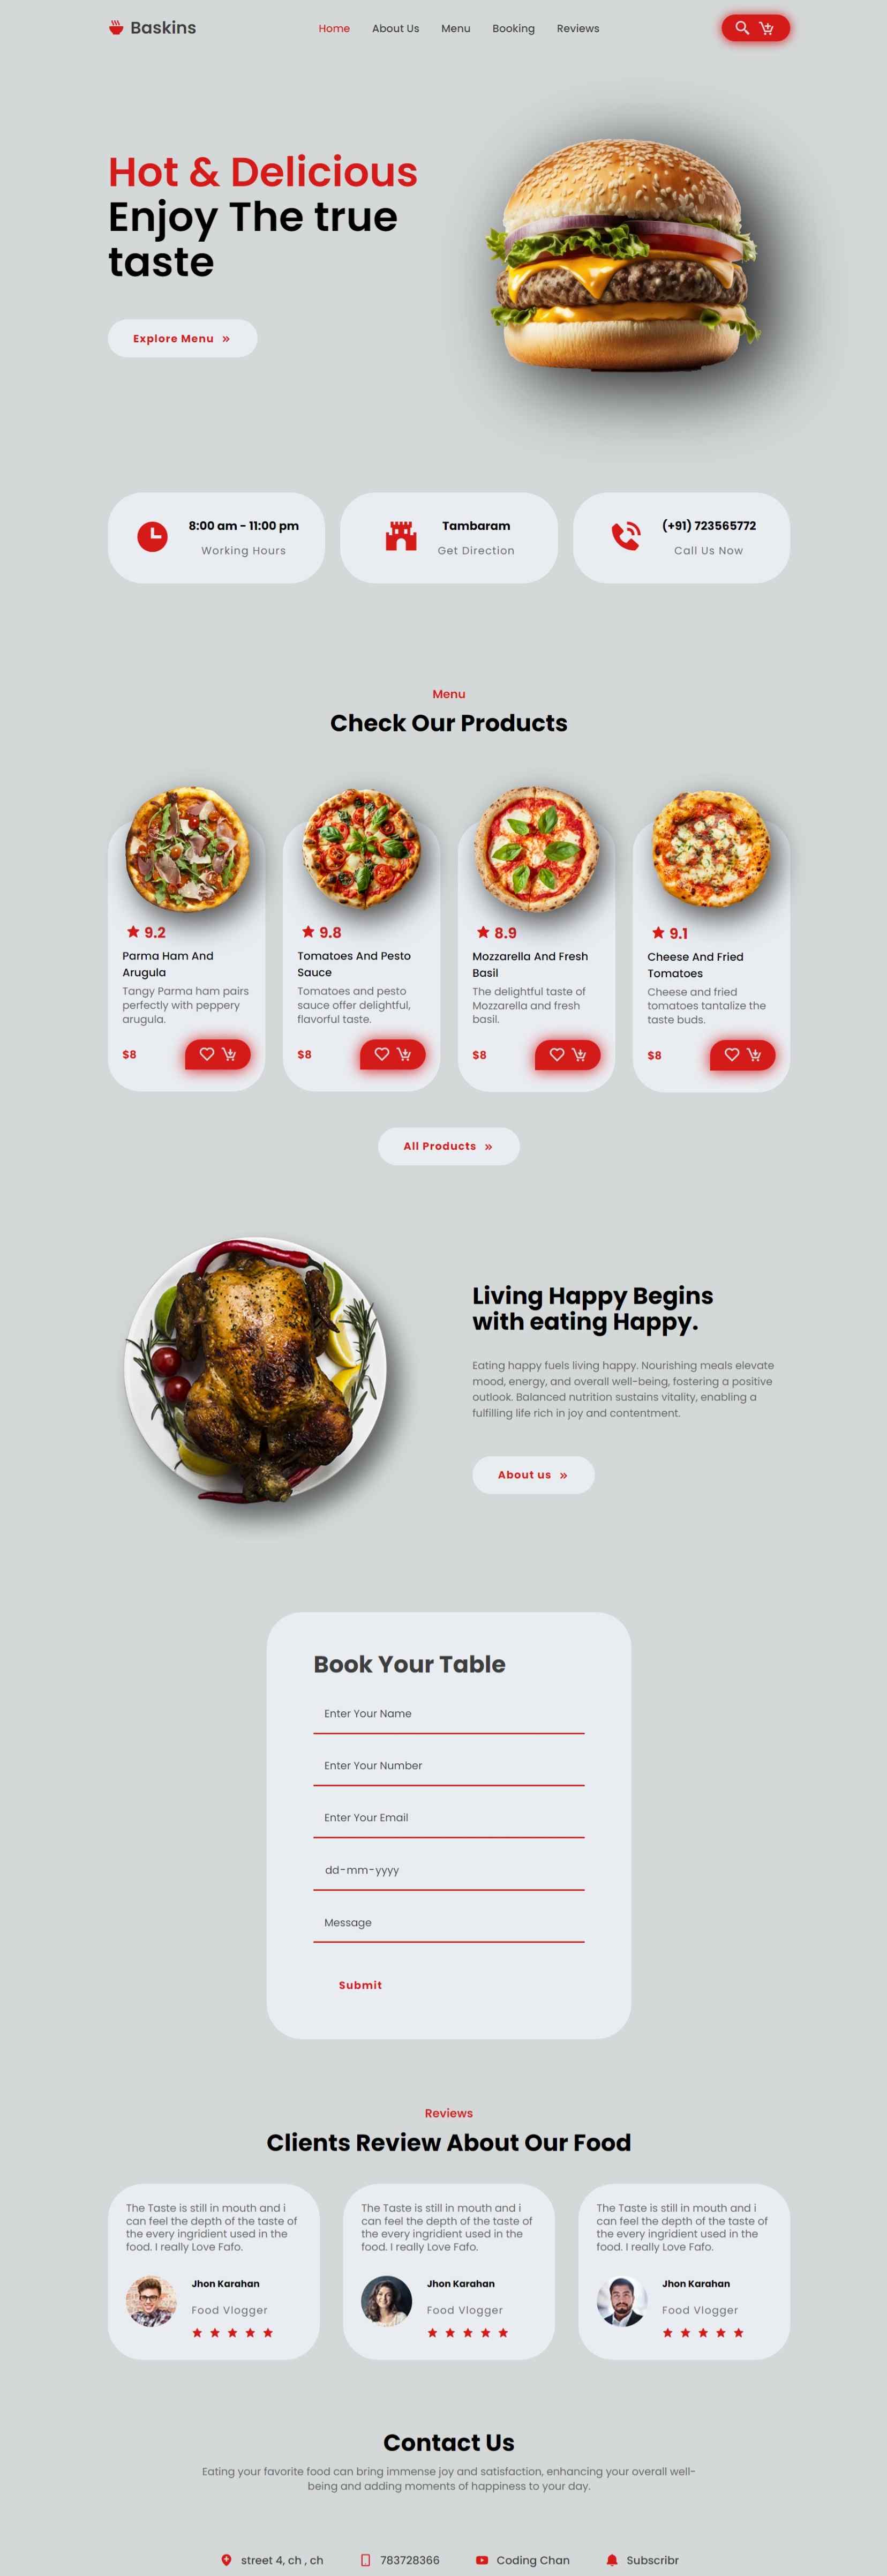 Baskins
Home About Us Menu Booking Reviews
Hot & Delicious
Enjoy The true
taste
Explore Menu »
8:00 am - 11:00 pm
Working Hours
Tambaram
Get Direction
(+91) 723565772
Call Us Now
Menu
Check Our Products
9.2
Parma Ham And
Arugula
Tangy Parma ham pairs
perfectly with peppery
arugula.
$8
9.8
Tomatoes And Pesto
Sauce
Tomatoes and pesto
sauce offer delightful,
flavorful taste.
$8
8.9
Mozzarella And Fresh
Basil
The delightful taste of
Mozzarella and fresh
basil.
$8
9.1
Cheese And Fried
Tomatoes
Cheese and fried
tomatoes tantalize the
taste buds.
$8
All Products »
Living Happy Begins
with eating Happy.
Eating happy fuels living happy. Nourishing meals elevate
mood, energy, and overall well-being, fostering a positive
outlook. Balanced nutrition sustains vitality, enabling a
fulfilling life rich in joy and contentment.
About us »
Book Your Table
Enter Your Name
Enter Your Number
Enter Your Email
dd-mm-yyyy
Message
Submit
Reviews
Clients Review About Our Food
The Taste is still in mouth and i
can feel the depth of the taste of
the every ingridient used in the
food. I really Love Fafo.
Jhon Karahan
Food Vlogger
The Taste is still in mouth and i
can feel the depth of the taste of
the every ingridient used in the
food. I really Love Fafo.
Jhon Karahan
Food Vlogger
The Taste is still in mouth and i
can feel the depth of the taste of
the every ingridient used in the
food. I really Love Fafo.
Jhon Karahan
Food Vlogger
Contact Us
Eating your favorite food can bring immense joy and satisfaction, enhancing your overall well-
being and adding moments of happiness to your day.
street 4, ch , ch 783728366 Coding Chan Subscribr